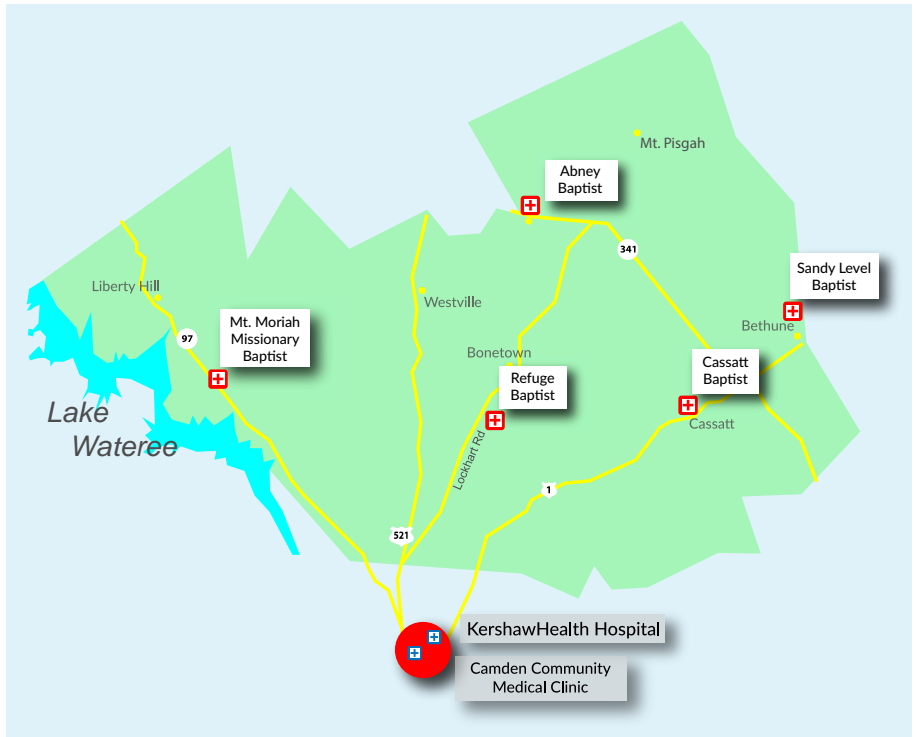 Mt. Pisgah
Abney
Baptist
341
Sandy Level
Baptist
Liberty Hill
Westville
Mt. Moriah
Missionary
Baptist
97
Bethune
Bonetown
Cassatt
Baptist
Refuge
Baptist
Lake
Wateree
Cassatt
Lockhart Rd
1
521
KershawHealth Hospital
Camden Community
Medical Clinic